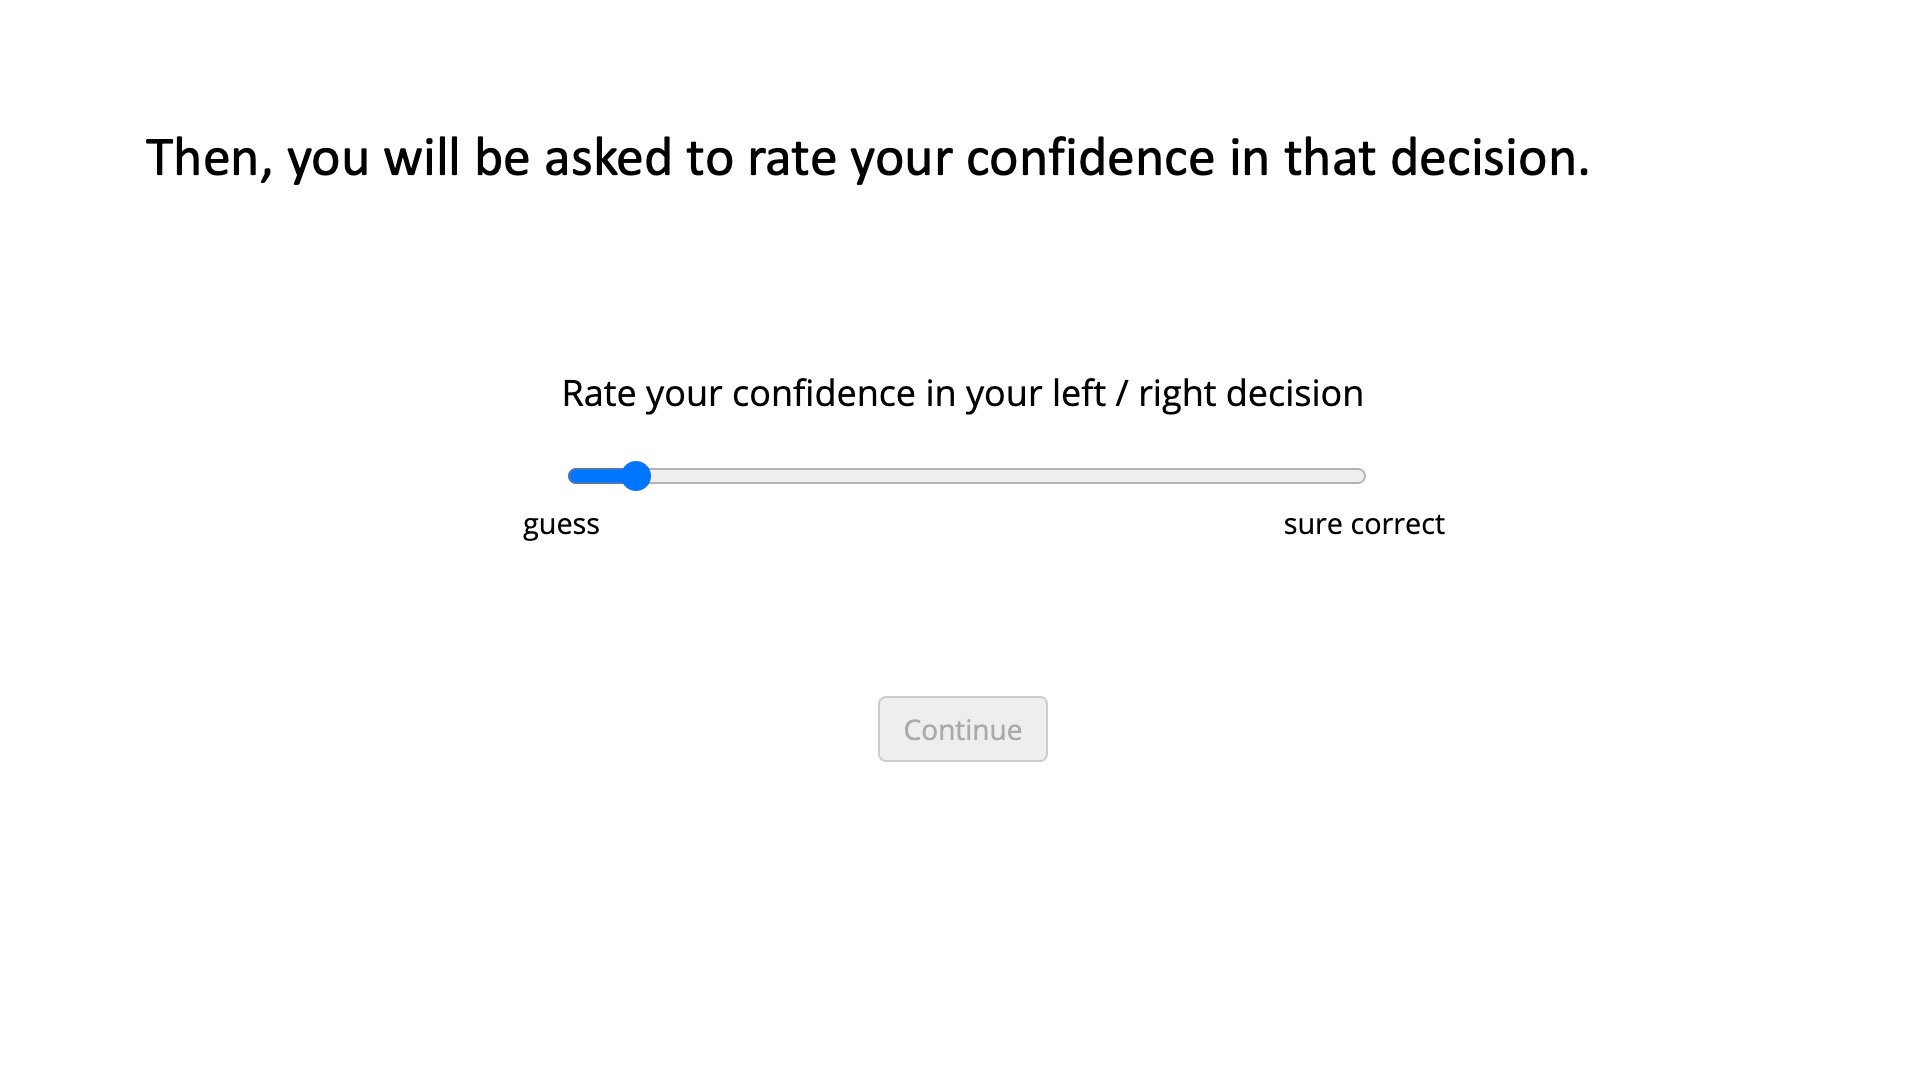 Then, you will be asked to rate your confidence in that decision.
Rate your confidence in your left / right decision
guess
sure correct
Continue